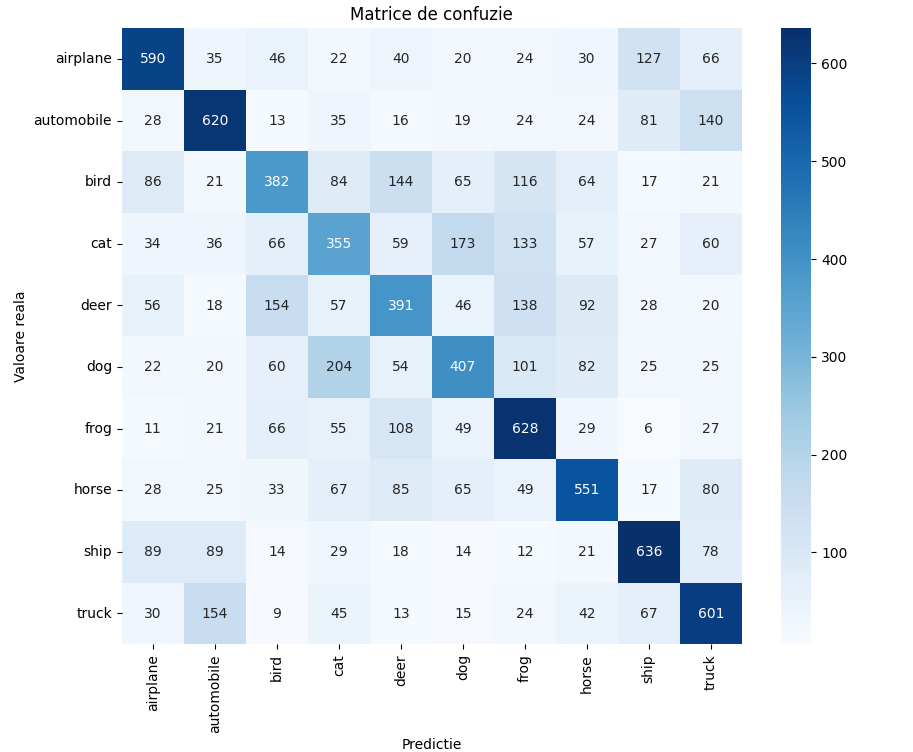 Matrice de confuzie
airplane 590 35 46 22 40 20 24 30 127 66
automobile 28 620 13 35 16 19 24 24 81 140
bird 86 21 382 84 144 65 116 64 17 21
cat 34 36 66 355 59 173 133 57 27 60
deer 56 18 154 57 391 46 138 92 28 20
dog 22 20 60 204 54 407 101 82 25 25
frog 11 21 66 55 108 49 628 29 6 27
horse 28 25 33 67 85 65 49 551 17 80
ship 89 89 14 29 18 14 12 21 636 78
truck 30 154 9 45 13 15 24 42 67 601
airplane automobile bird cat deer dog frog horse ship truck
Predictie
Valoare reala
600
500
400
300
200
100